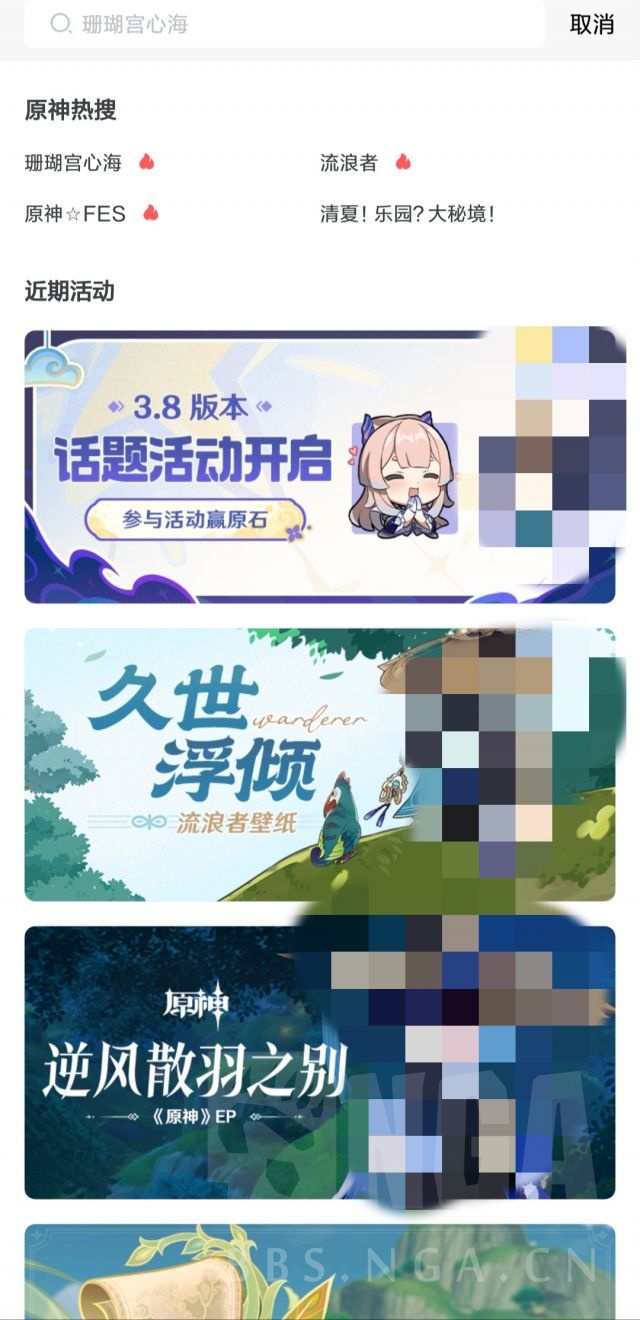 珊瑚宫心海 取消
原神热搜
珊瑚宫心海 流浪者
原神☆FES 清夏！乐园？大秘境！
近期活动
3.8 版本
话题活动开启
参与活动赢原石
久世
wanderer
浮倾
流浪者壁纸
原神
逆风散羽之别
《原神》EP
NGA
BBS.NGA.CN